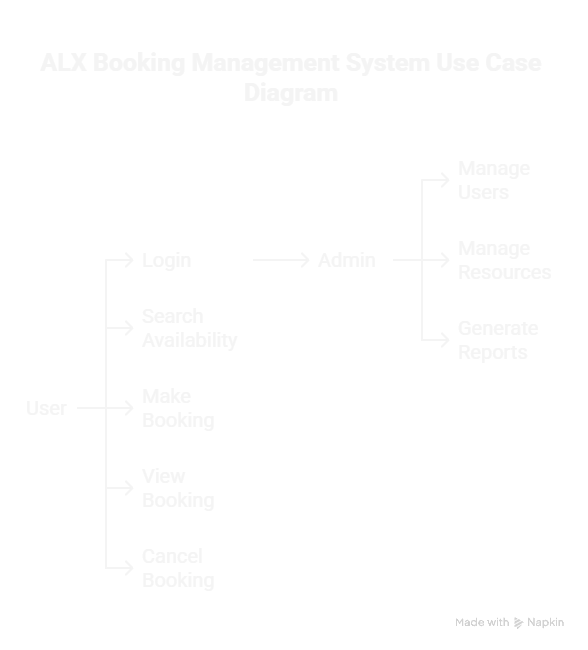 ALX Booking Management System Use Case
Diagram
Manage
Users
Login
Admin
Manage
Resources
Search
Availability
Generate
Reports
User
Make
Booking
View
Booking
Cancel
Booking
Made with Napkin